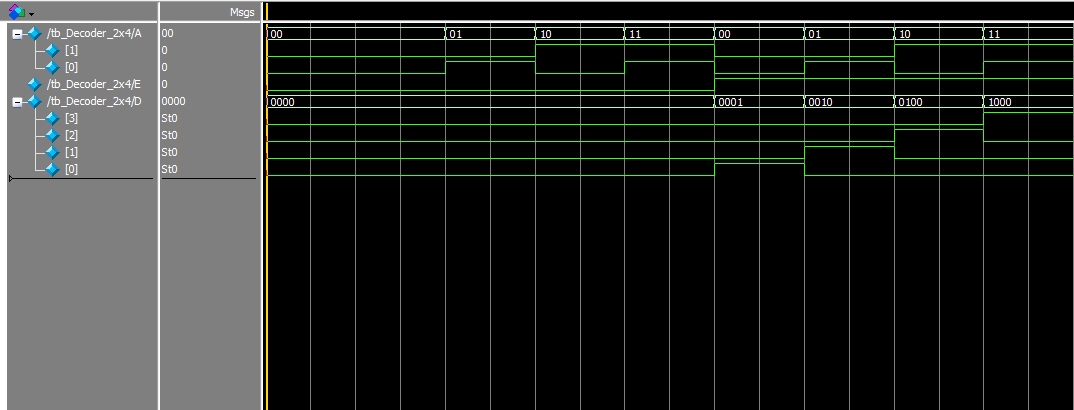 Msgs
/tb_Decoder_2x4/A 00 00 01 10 11 00 01 10 11
[1] 0
[0] 0
/tb_Decoder_2x4/E 0
/tb_Decoder_2x4/D 0000 0000 0001 0010 0100 1000
[3] St0
[2] St0
[1] St0
[0] St0